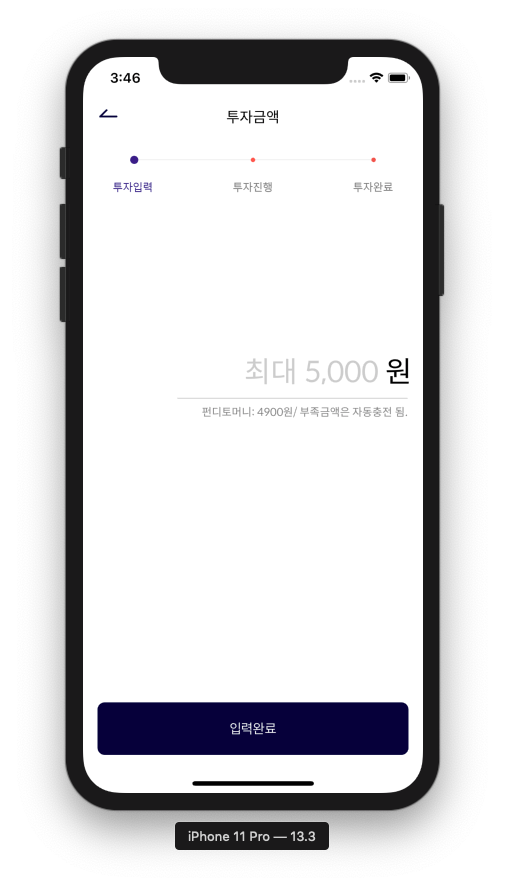 3:46
투자금액
투자입력 투자진행 투자완료
최대 5,000 원
펀디토머니: 4900원/ 부족금액은 자동충전 됨.
입력완료
iPhone 11 Pro — 13.3